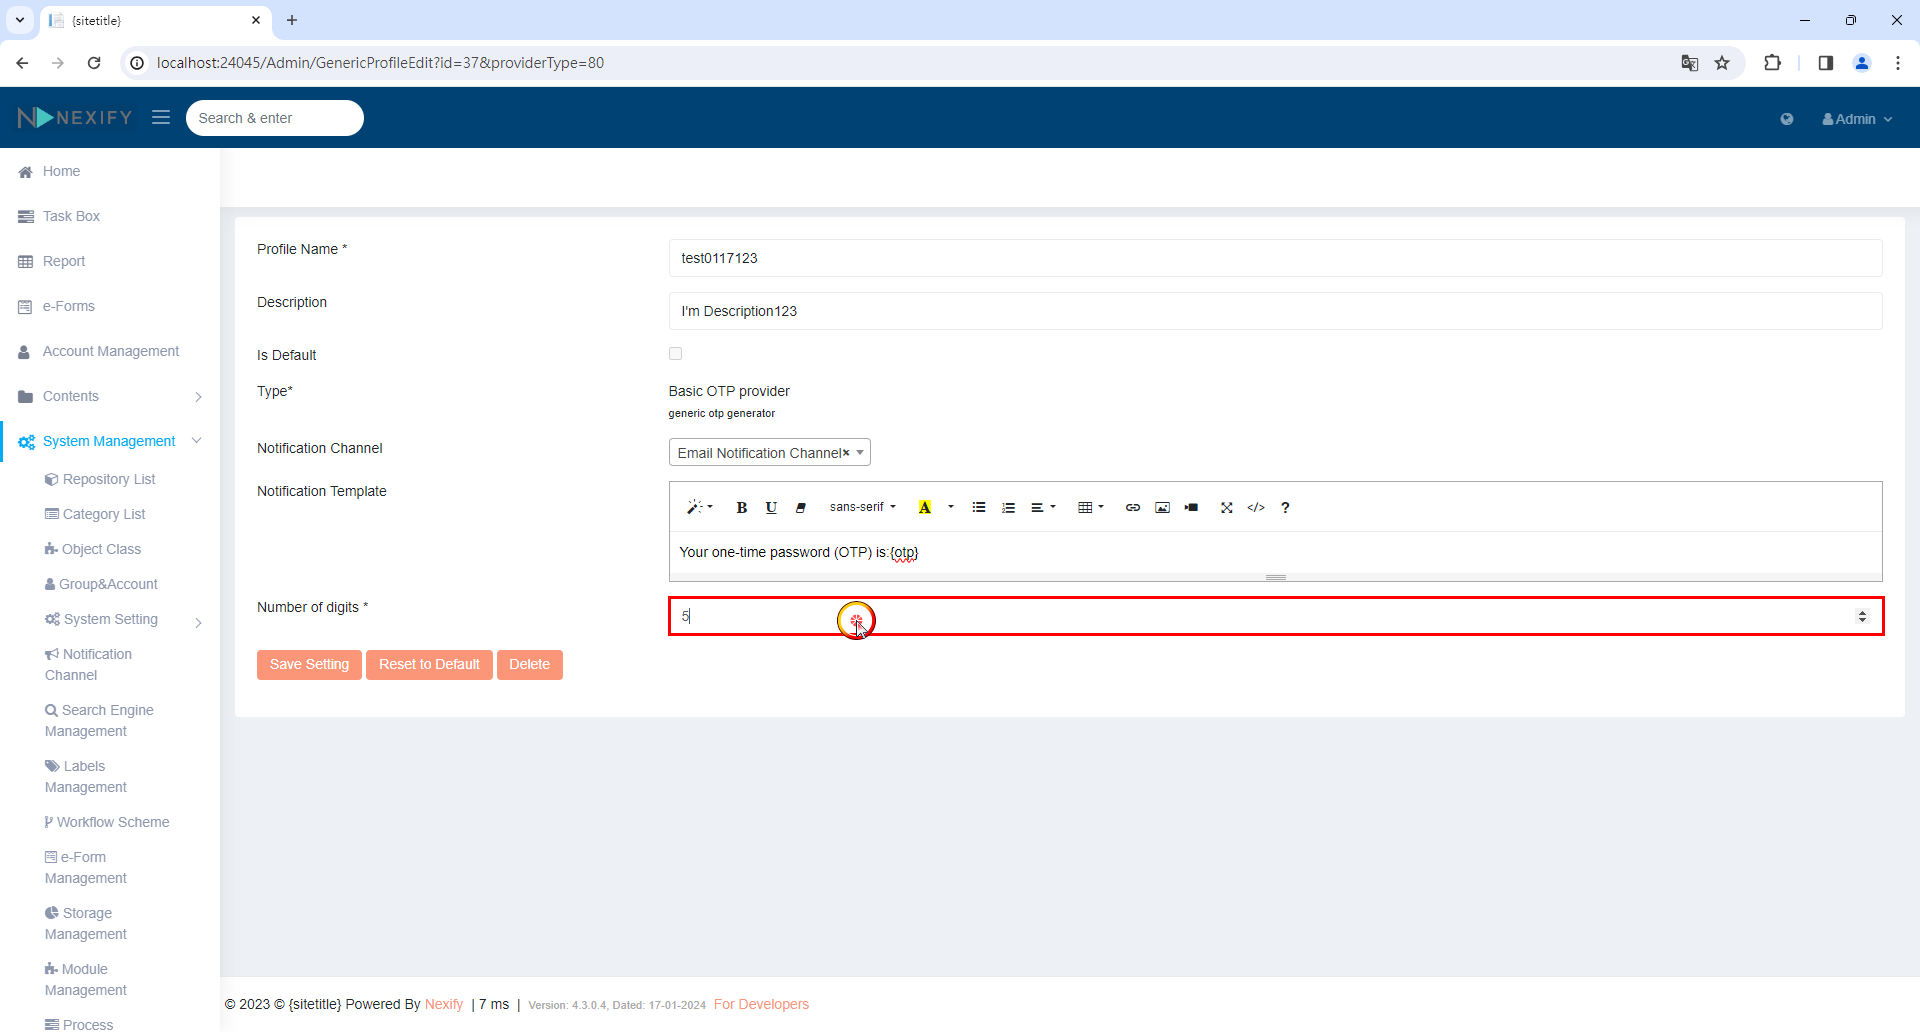 {sitetitle}
localhost:24045/Admin/GenericProfileEdit?id=37&providerType=80
NEXIFY
Search & enter
Admin
Home
Task Box
Report
e-Forms
Account Management
Contents
System Management
Repository List
Category List
Object Class
Group&Account
System Setting
Notification
Channel
Search Engine
Management
Labels
Management
Workflow Scheme
e-Form
Management
Storage
Management
Module
Management
Process
Profile Name *
test0117123
Description
I'm Description123
Is Default
Type*
Basic OTP provider
generic otp generator
Notification Channel
Email Notification Channel×
Notification Template
B U sans-serif A </> ?
Your one-time password (OTP) is:{otp}
Number of digits *
5
Save Setting Reset to Default Delete
© 2023 © {sitetitle} Powered By Nexify | 7 ms | Version: 4.3.0.4, Dated: 17-01-2024 For Developers